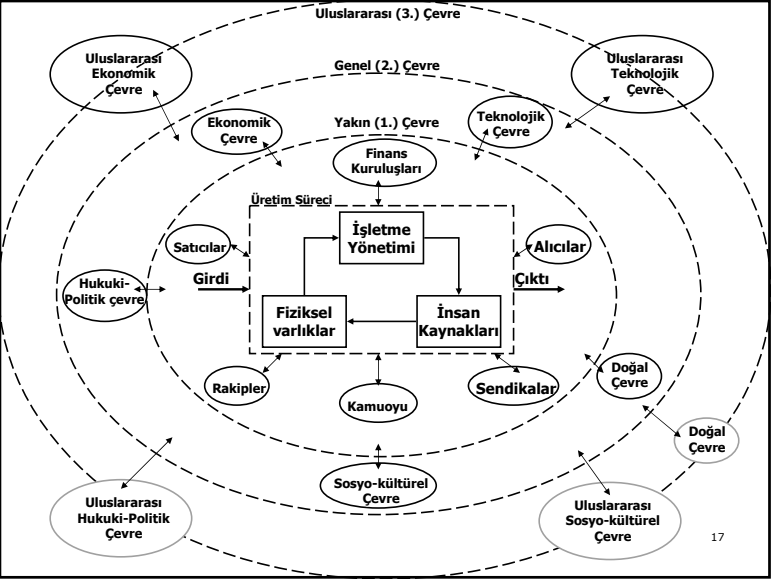 Uluslararası (3.) Çevre
Uluslararası
Ekonomik
Çevre
Uluslararası
Teknolojik
Çevre
Genel (2.) Çevre
Ekonomik
Çevre
Yakın (1.) Çevre
Teknolojik
Çevre
Finans
Kuruluşları
Üretim Süreci
İşletme
Yönetimi
Satıcılar
Alıcılar
Hukuki-
Politik çevre
Girdi
Çıktı
Fiziksel
varlıklar
İnsan
Kaynakları
Rakipler
Kamuoyu
Sendikalar
Doğal
Çevre
Doğal
Çevre
Sosyo-kültürel
Çevre
Uluslararası
Hukuki-Politik
Çevre
Uluslararası
Sosyo-kültürel
Çevre
17